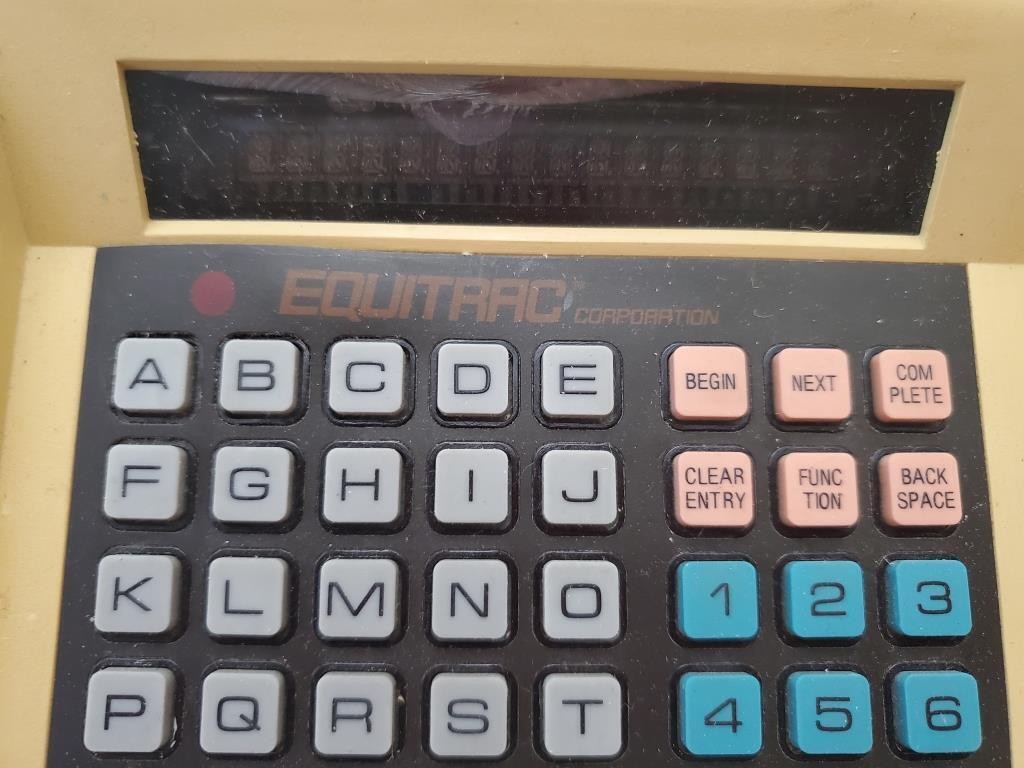 EQUITRAC CORPORATION
A B C D E BEGIN NEXT COM PLETE
F G H I J CLEAR ENTRY FUNC TION BACK SPACE
K L M N O 1 2 3
P Q R S T 4 5 6